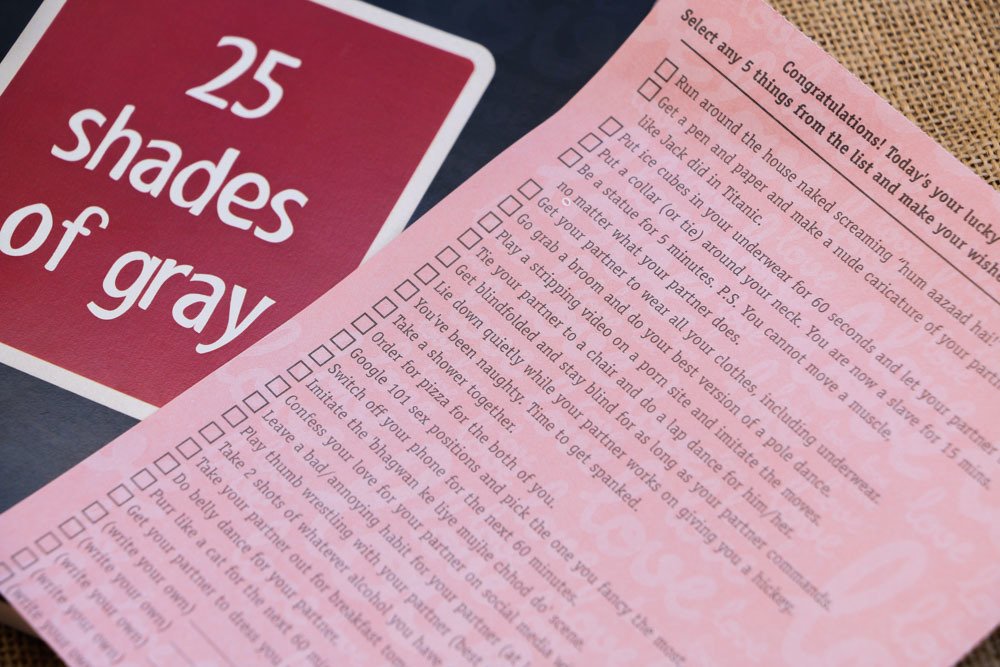 25
shades
of gray
Congratulations! Today's your lucky
Select any 5 things from the list and make your wish
Run around the house naked screaming "hum aazaad hai!"
Get a pen and paper and make a nude caricature of your
like Jack did in Titanic.
Put ice cubes in your underwear for 60 seconds and let your partner
Put a collar (or tie) around your neck. You are now a slave for 15 mins.
Be a statue for 5 minutes. P.S. You cannot move a muscle,
no matter what your partner does.
Get your partner to wear all your clothes, including underwear.
Go grab a broom and do your best version of a pole dance.
Play a stripping video on a porn site and imitate the moves.
Tie your partner to a chair and do a lap dance for him/her.
Get blindfolded and stay blind for as long as your partner commands.
Lie down quietly while your partner works on giving you a hickey.
You've been naughty. Time to get spanked.
Take a shower together.
Order for pizza for the both of you.
Google 101 sex positions and pick the one you fancy the most.
Switch off your phone for the next 60 minutes.
Imitate the 'bhagwan ke liye mujhe chhod do' scene.
Confess your love for your partner on social media
Leave a bad/annoying habit for your partner (at
Play thumb wrestling with your partner (best
Take 2 shots of whatever alcohol you have
Take your partner out for breakfast
Do belly dance for your partner.
Purr like a cat for the next 60
Get your partner to dress you
(write your own)
(write your own)
(write your own)
(write your own)